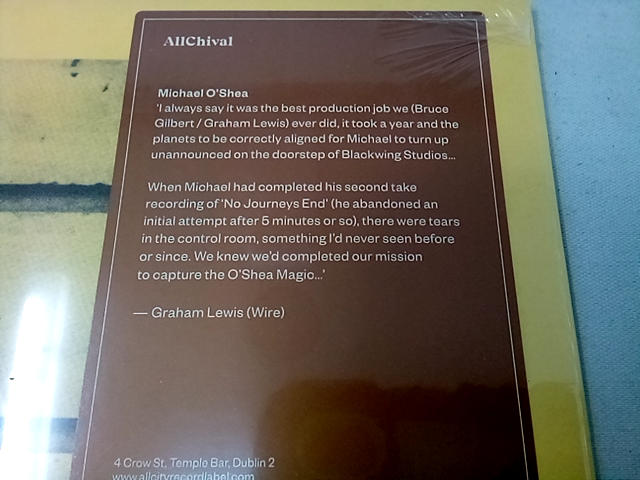 AllChival
Michael O'Shea
'I always say it was the best production job we (Bruce
Gilbert / Graham Lewis) ever did, it took a year and the
planets to be correctly aligned for Michael to turn up
unannounced on the doorstep of Blackwing Studios...
When Michael had completed his second take
recording of 'No Journeys End' (he abandoned an
initial attempt after 5 minutes or so), there were tears
in the control room, something I'd never seen before
or since. We knew we'd completed our mission
to capture the O'Shea Magic...'
— Graham Lewis (Wire)
4 Crow St, Temple Bar, Dublin 2
www.allcityrecordlabel.com